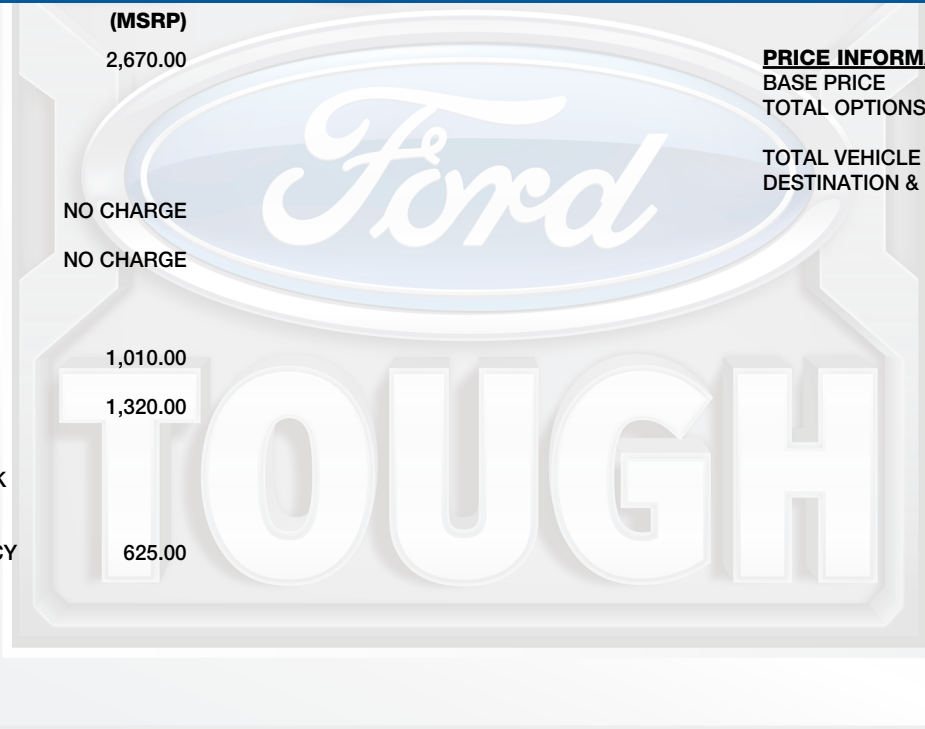 (MSRP)
2,670.00
NO CHARGE
NO CHARGE
1,010.00
1,320.00
K
CY
625.00
PRICE INFORMA
BASE PRICE
TOTAL OPTIONS
TOTAL VEHICLE
DESTINATION &
Ford
TOUGH